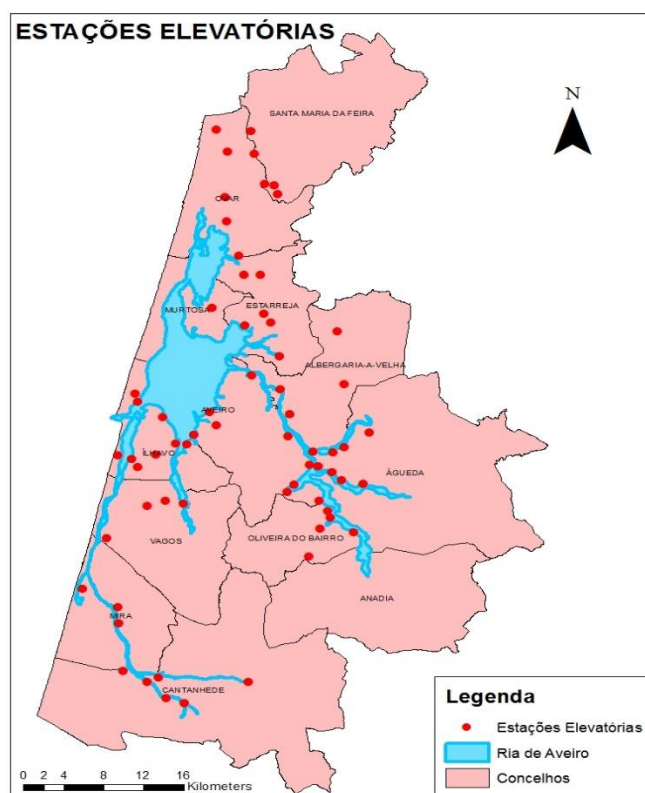 ESTAÇÕES ELEVATÓRIAS
N
SANTA MARIA DA FEIRA
OVAR
MURTOSA
ESTARREJA
ALBERGARIA-A-VELHA
AVEIRO
ÍLHAVO
ÁGUEDA
VAGOS
OLIVEIRA DO BAIRRO
ANADIA
MIRA
CANTANHEDE
Legenda
Estações Elevatórias
Ria de Aveiro
Concelhos
0 2 4 8 12 16
Kilometers